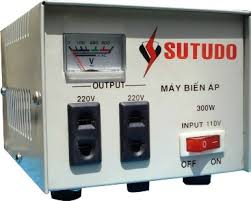 V
SUTUDO
OUTPUT
220V 220V
MÁY BIẾN ÁP
300W
INPUT 110V
OFF ON